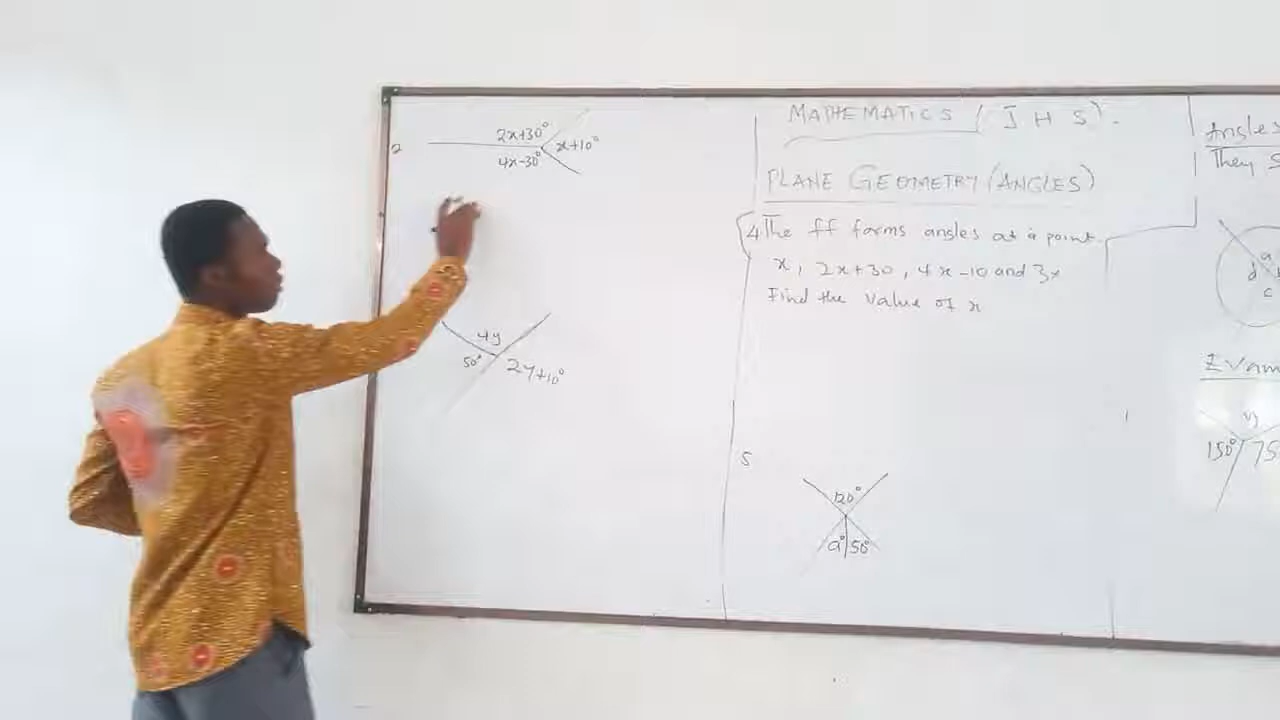 2
2x+30°
4x-30°
x+10°
4y
50°
2y+10°
MATHEMATICS (JHS).
PLANE GEOMETRY (ANGLES)
4 The ff forms angles at a point.
x, 2x+30, 4x-10 and 3x
Find the value of x
5
120°
a° 50°
Angles
They S
a
d
c
Exam
y
150° 75